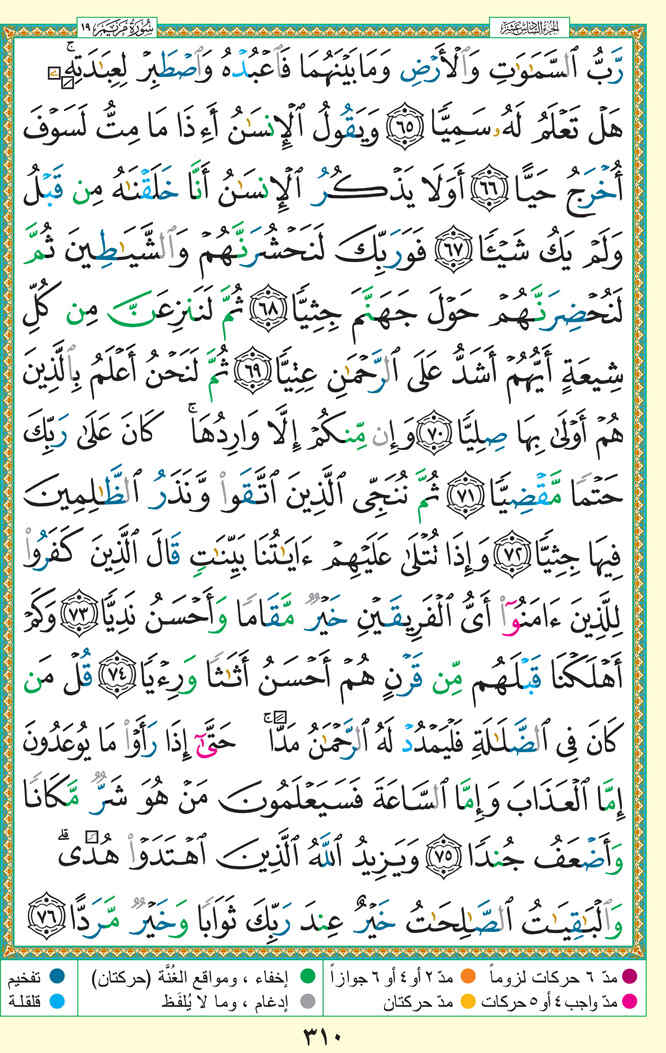 الجزء السادس عشر
سُورَةُ مَرْيَم ١٩
رَّبُّ ٱلسَّمَٰوَٰتِ وَٱلْأَرْضِ وَمَا بَيْنَهُمَا فَٱعْبُدْهُ وَٱصْطَبِرْ لِعِبَٰدَتِهِۦۚ
هَلْ تَعْلَمُ لَهُۥ سَمِيًّا ٦٥ وَيَقُولُ ٱلْإِنسَٰنُ أَءِذَا مَا مِتُّ لَسَوْفَ
أُخْرَجُ حَيًّا ٦٦ أَوَلَا يَذْكُرُ ٱلْإِنسَٰنُ أَنَّا خَلَقْنَٰهُ مِن قَبْلُ
وَلَمْ يَكُ شَيْـًٔا ٦٧ فَوَرَبِّكَ لَنَحْشُرَنَّهُمْ وَٱلشَّيَٰطِينَ ثُمَّ
لَنُحْضِرَنَّهُمْ حَوْلَ جَهَنَّمَ جِثِيًّا ٦٨ ثُمَّ لَنَنزِعَنَّ مِن كُلِّ
شِيعَةٍ أَيُّهُمْ أَشَدُّ عَلَى ٱلرَّحْمَٰنِ عِتِيًّا ٦٩ ثُمَّ لَنَحْنُ أَعْلَمُ بِٱلَّذِينَ
هُمْ أَوْلَىٰ بِهَا صِلِيًّا ٧٠ وَإِن مِّنكُمْ إِلَّا وَارِدُهَا ۚ كَانَ عَلَىٰ رَبِّكَ
حَتْمًا مَّقْضِيًّا ٧١ ثُمَّ نُنَجِّى ٱلَّذِينَ ٱتَّقَوا۟ وَّنَذَرُ ٱلظَّٰلِمِينَ
فِيهَا جِثِيًّا ٧٢ وَإِذَا تُتْلَىٰ عَلَيْهِمْ ءَايَٰتُنَا بَيِّنَٰتٍ قَالَ ٱلَّذِينَ كَفَرُوا۟
لِلَّذِينَ ءَامَنُوٓا۟ أَىُّ ٱلْفَرِيقَيْنِ خَيْرٌ مَّقَامًا وَأَحْسَنُ نَدِيًّا ٧٣ وَكَمْ
أَهْلَكْنَا قَبْلَهُم مِّن قَرْنٍ هُمْ أَحْسَنُ أَثَٰثًا وَرِءْيًا ٧٤ قُلْ مَن
كَانَ فِى ٱلضَّلَٰلَةِ فَلْيَمْدُدْ لَهُ ٱلرَّحْمَٰنُ مَدًّا ۚ حَتَّىٰٓ إِذَا رَأَوْا۟ مَا يُوعَدُونَ
إِمَّا ٱلْعَذَابَ وَإِمَّا ٱلسَّاعَةَ فَسَيَعْلَمُونَ مَنْ هُوَ شَرٌّ مَّكَانًا
وَأَضْعَفُ جُندًا ٧٥ وَيَزِيدُ ٱللَّهُ ٱلَّذِينَ ٱهْتَدَوْا۟ هُدًى ۗ
وَٱلْبَٰقِيَٰتُ ٱلصَّٰلِحَٰتُ خَيْرٌ عِندَ رَبِّكَ ثَوَابًا وَخَيْرٌ مَّرَدًّا ٧٦
مدّ ٦ حركات لزوماً مدّ ٢ أو ٤ أو ٦ جوازاً إخفاء ، ومواقع الغُنَّة (حركتان) تفخيم
مدّ واجب ٤ أو ٥ حركات مدّ حركتان إدغام ، وما لا يُلفَظ قلقلة
٣١٠